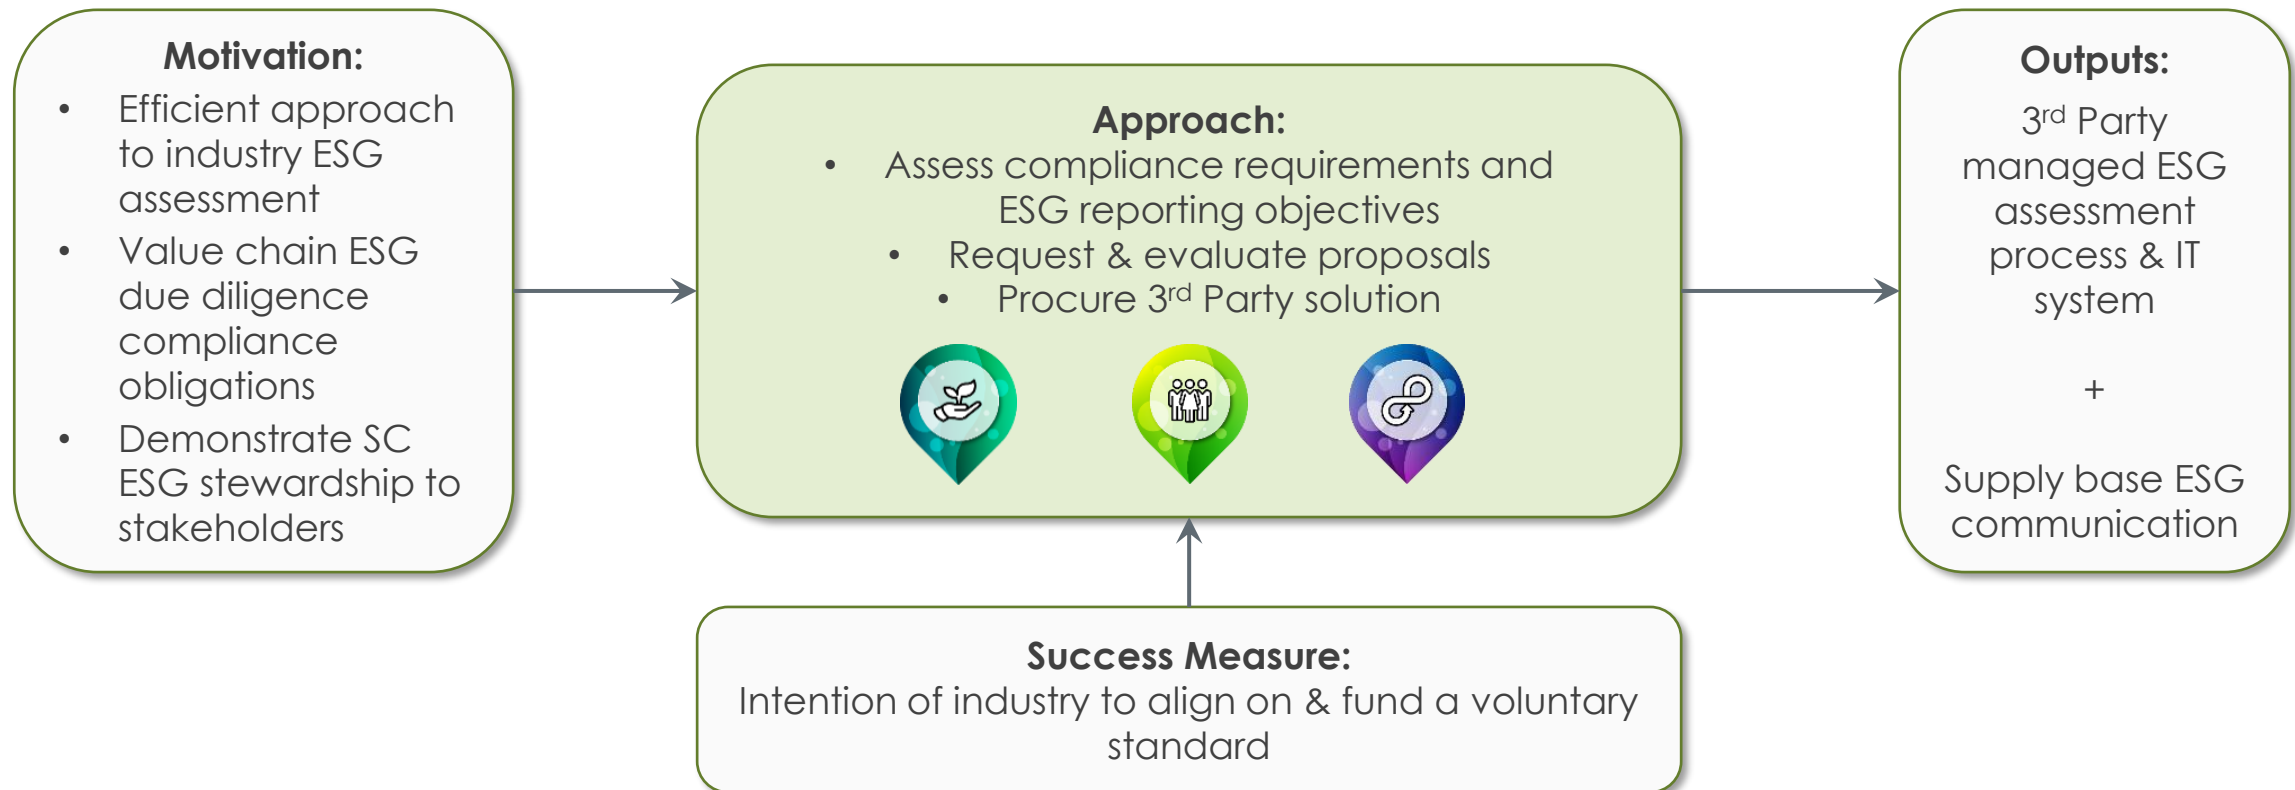 Motivation:
• Efficient approach
to industry ESG
assessment
• Value chain ESG
due diligence
compliance
obligations
• Demonstrate SC
ESG stewardship to
stakeholders
Approach:
• Assess compliance requirements and
ESG reporting objectives
• Request & evaluate proposals
• Procure 3rd Party solution
Success Measure:
Intention of industry to align on & fund a voluntary
standard
Outputs:
3rd Party
managed ESG
assessment
process & IT
system
+
Supply base ESG
communication